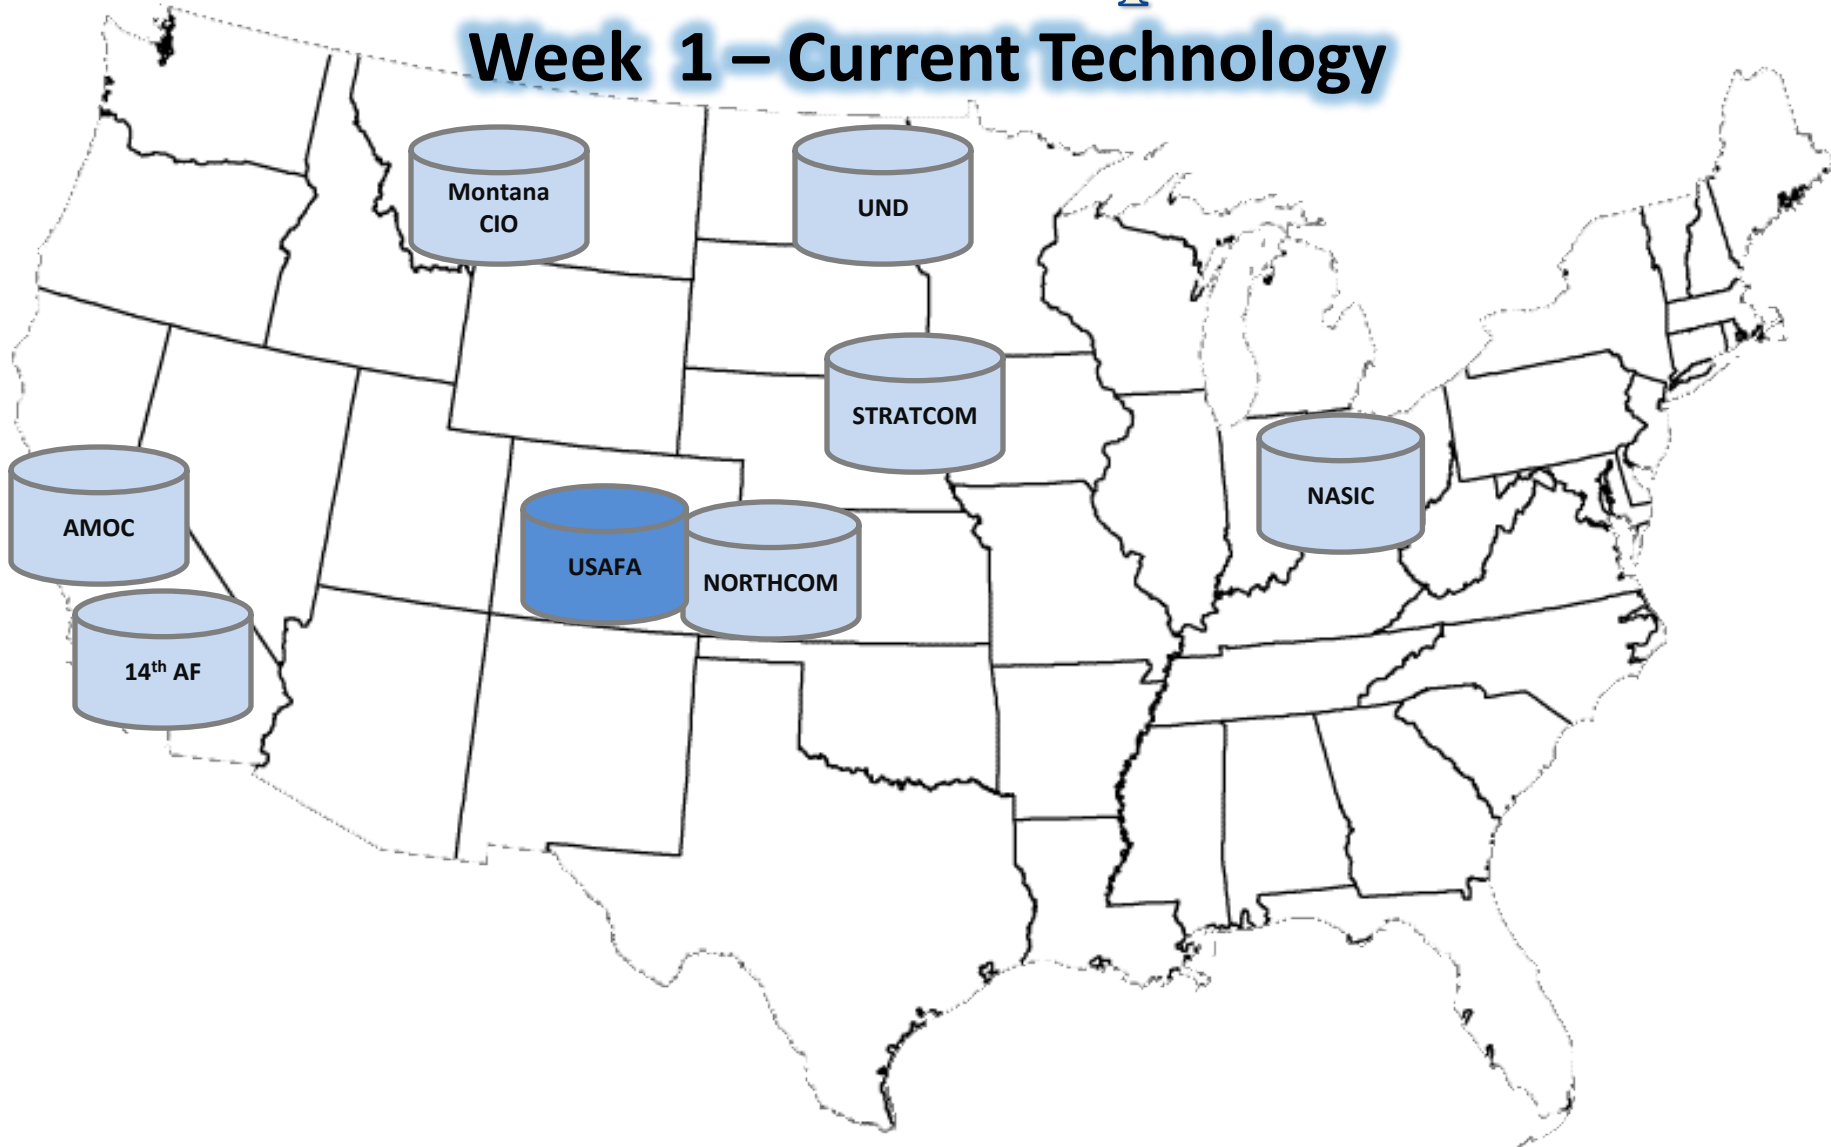 Week 1 – Current Technology
Montana
CIO
UND
STRATCOM
NASIC
AMOC
USAFA
NORTHCOM
14th AF